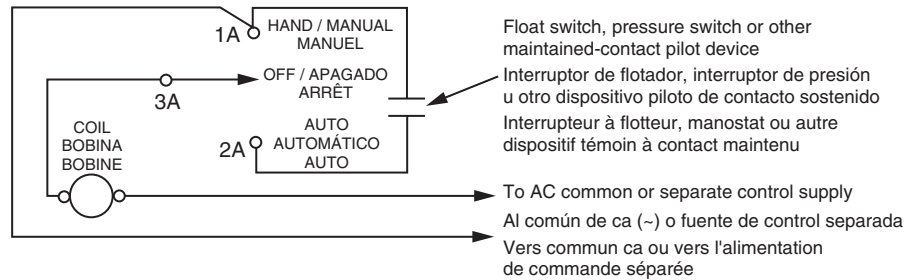 1A
HAND / MANUAL
MANUEL
OFF / APAGADO
ARRÊT
3A
COIL
BOBINA
BOBINE
2A
AUTO
AUTOMÁTICO
AUTO
Float switch, pressure switch or other
maintained-contact pilot device
Interruptor de flotador, interruptor de presión
u otro dispositivo piloto de contacto sostenido
Interrupteur à flotteur, manostat ou autre
dispositif témoin à contact maintenu
To AC common or separate control supply
Al común de ca (~) o fuente de control separada
Vers commun ca ou vers l'alimentation
de commande séparée